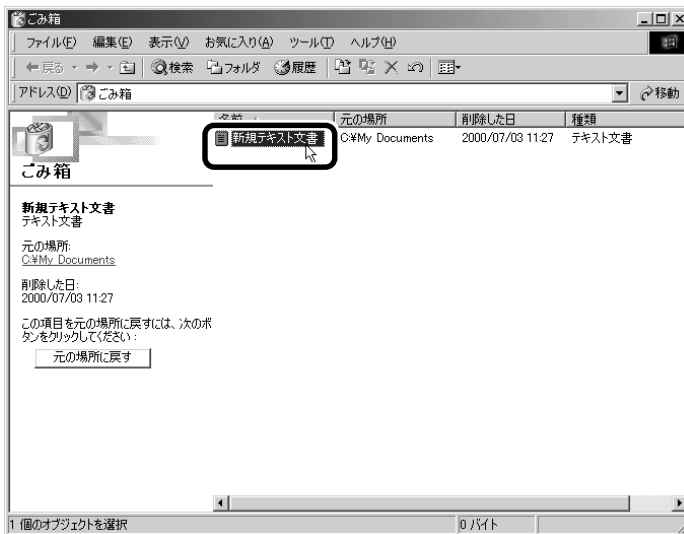 ごみ箱
ファイル(F) 編集(E) 表示(V) お気に入り(A) ツール(T) ヘルプ(H)
戻る 検索 フォルダ 履歴
アドレス(D) ごみ箱 移動
名前 元の場所 削除した日 種類
新規テキスト文書 C:¥My Documents 2000/07/03 11:27 テキスト文書
ごみ箱
新規テキスト文書
テキスト文書
元の場所:
C:¥My Documents
削除した日:
2000/07/03 11:27
この項目を元の場所に戻すには、次のボ
タンをクリックしてください:
元の場所に戻す
1 個のオブジェクトを選択 0 バイト